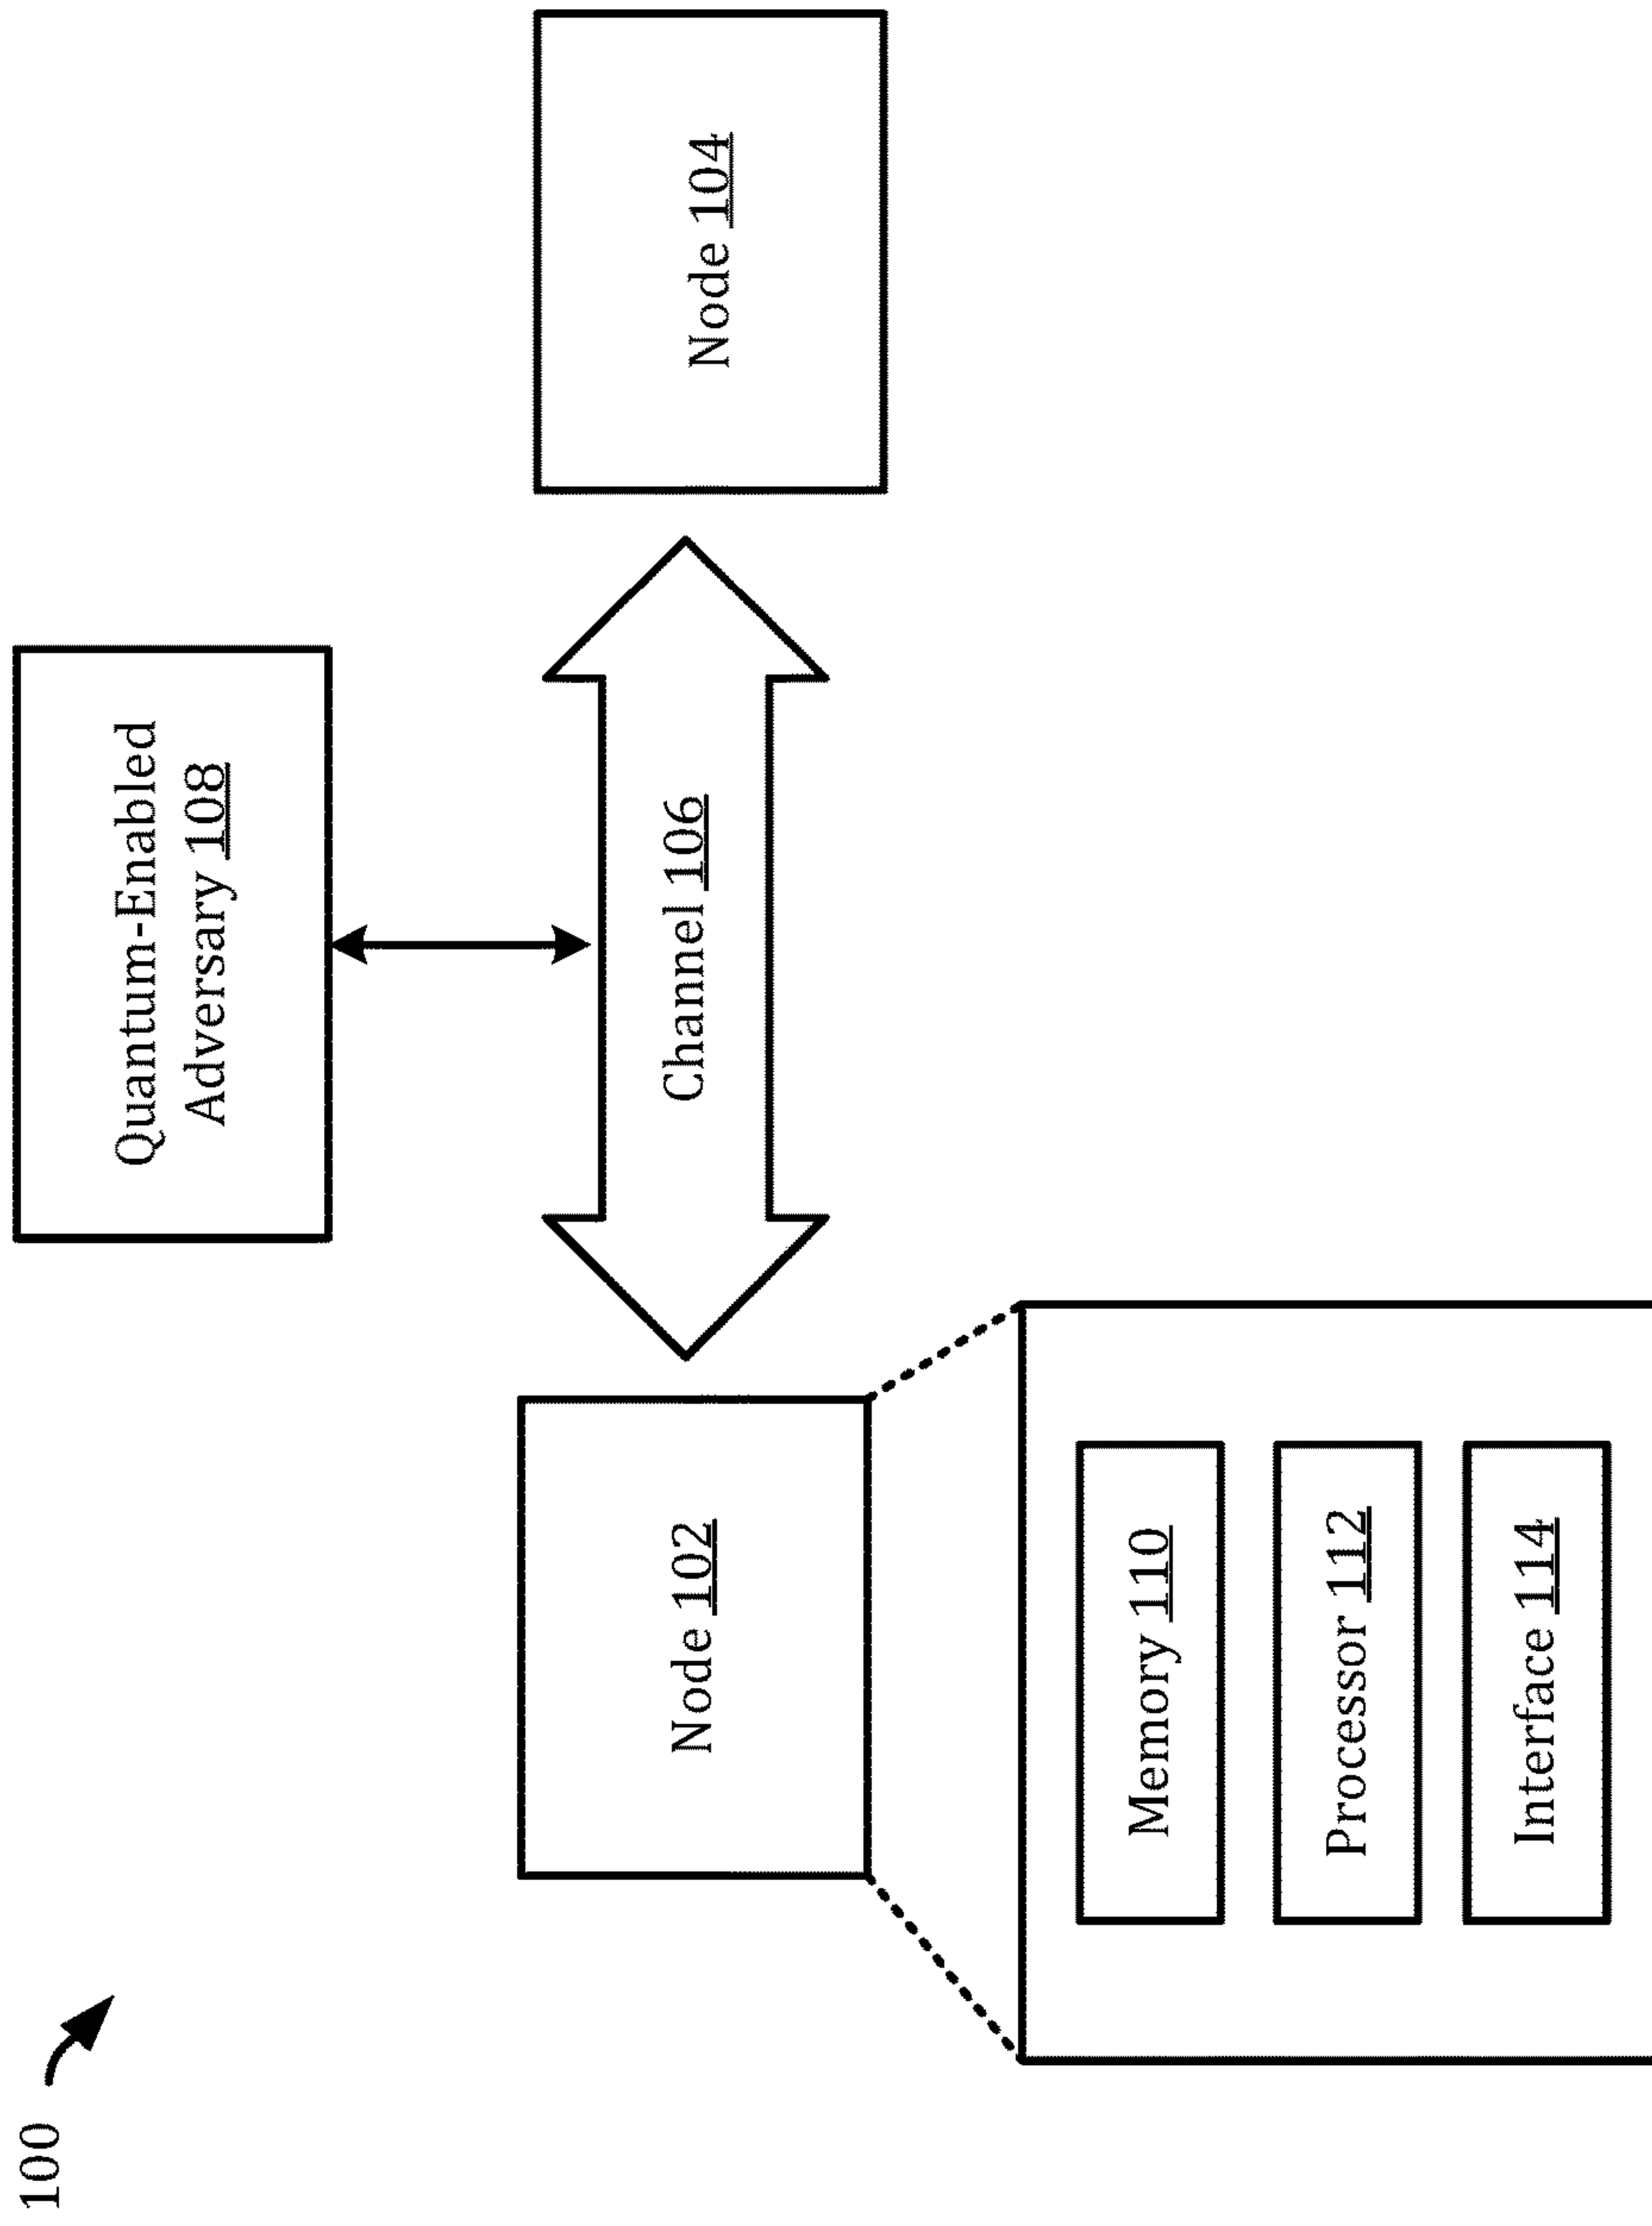 100
Quantum-Enabled
Adversary 108
Node 102
Channel 106
Node 104
Memory 110
Processor 112
Interface 114